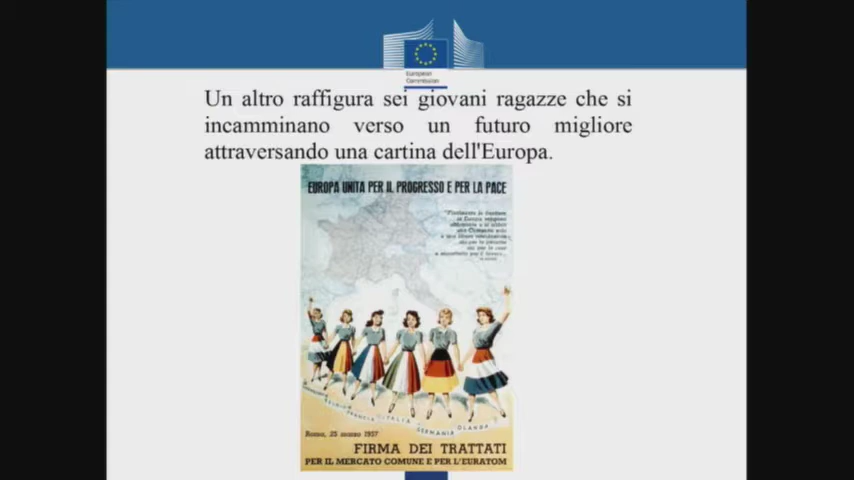 European
Commission
Un altro raffigura sei giovani ragazze che si
incamminano verso un futuro migliore
attraversando una cartina dell'Europa.
EUROPA UNITA PER IL PROGRESSO E PER LA PACE
BELGIO
FRANCIA
ITALIA
GERMANIA
OLANDA
Roma, 25 marzo 1957
FIRMA DEI TRATTATI
PER IL MERCATO COMUNE E PER L'EURATOM